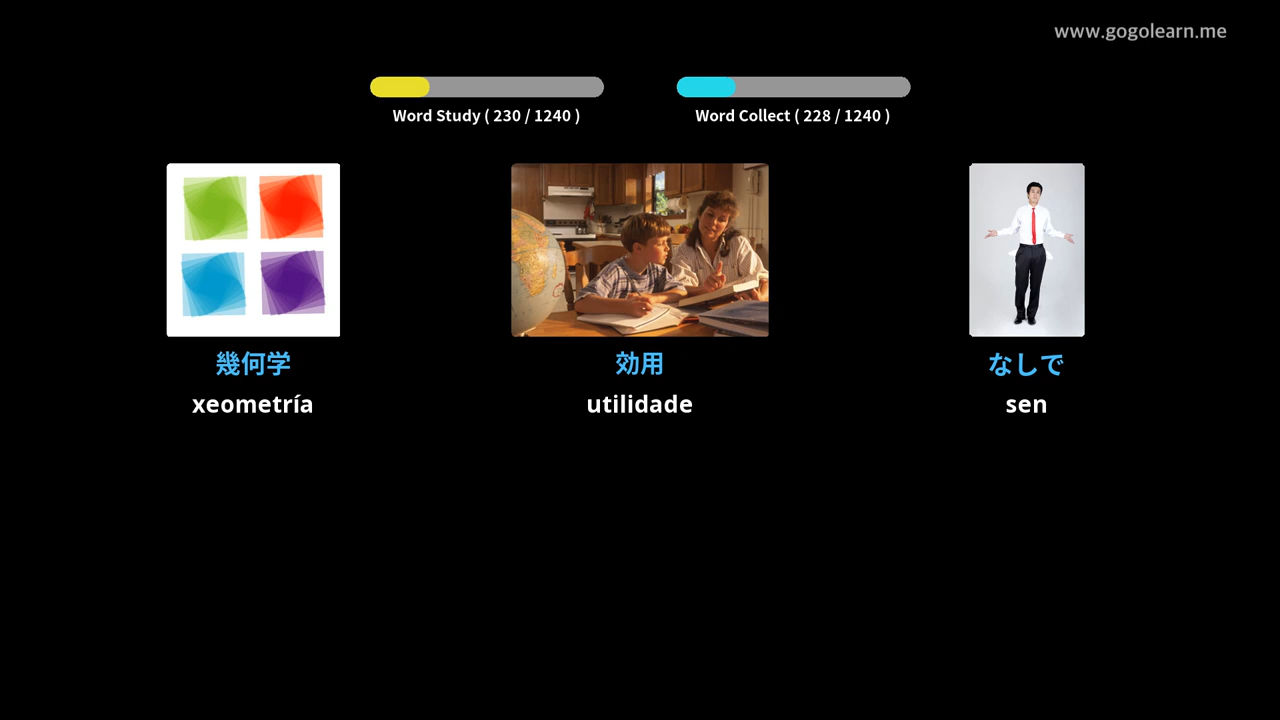 www.gogolearn.me
Word Study ( 230 / 1240 )
Word Collect ( 228 / 1240 )
幾何学
効用
なしで
xeometría
utilidade
sen